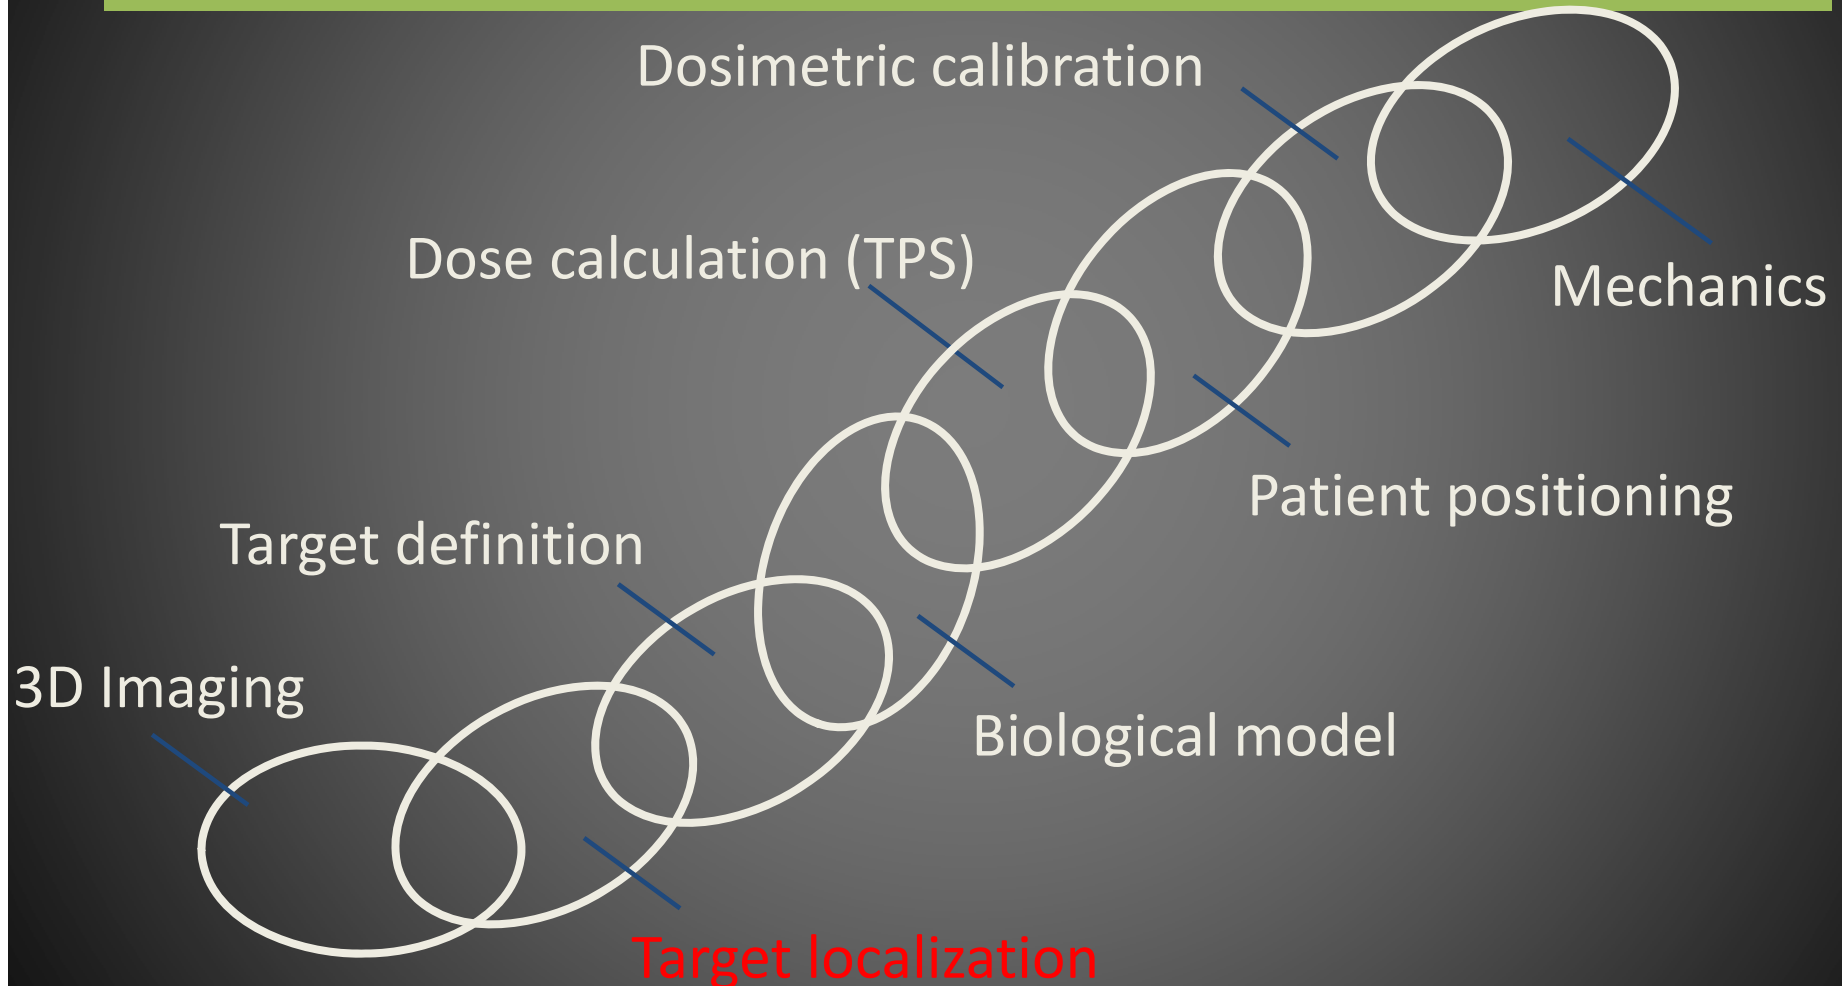 Dosimetric calibration
Dose calculation (TPS)
Mechanics
Patient positioning
Target definition
3D Imaging
Biological model
Target localization